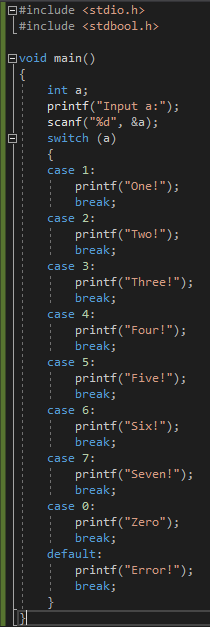 #include <stdio.h>
#include <stdbool.h>

void main()
{
    int a;
    printf("Input a:");
    scanf("%d", &a);
    switch (a)
    {
    case 1:
        printf("One!");
        break;
    case 2:
        printf("Two!");
        break;
    case 3:
        printf("Three!");
        break;
    case 4:
        printf("Four!");
        break;
    case 5:
        printf("Five!");
        break;
    case 6:
        printf("Six!");
        break;
    case 7:
        printf("Seven!");
        break;
    case 0:
        printf("Zero");
        break;
    default:
        printf("Error!");
        break;
    }
}